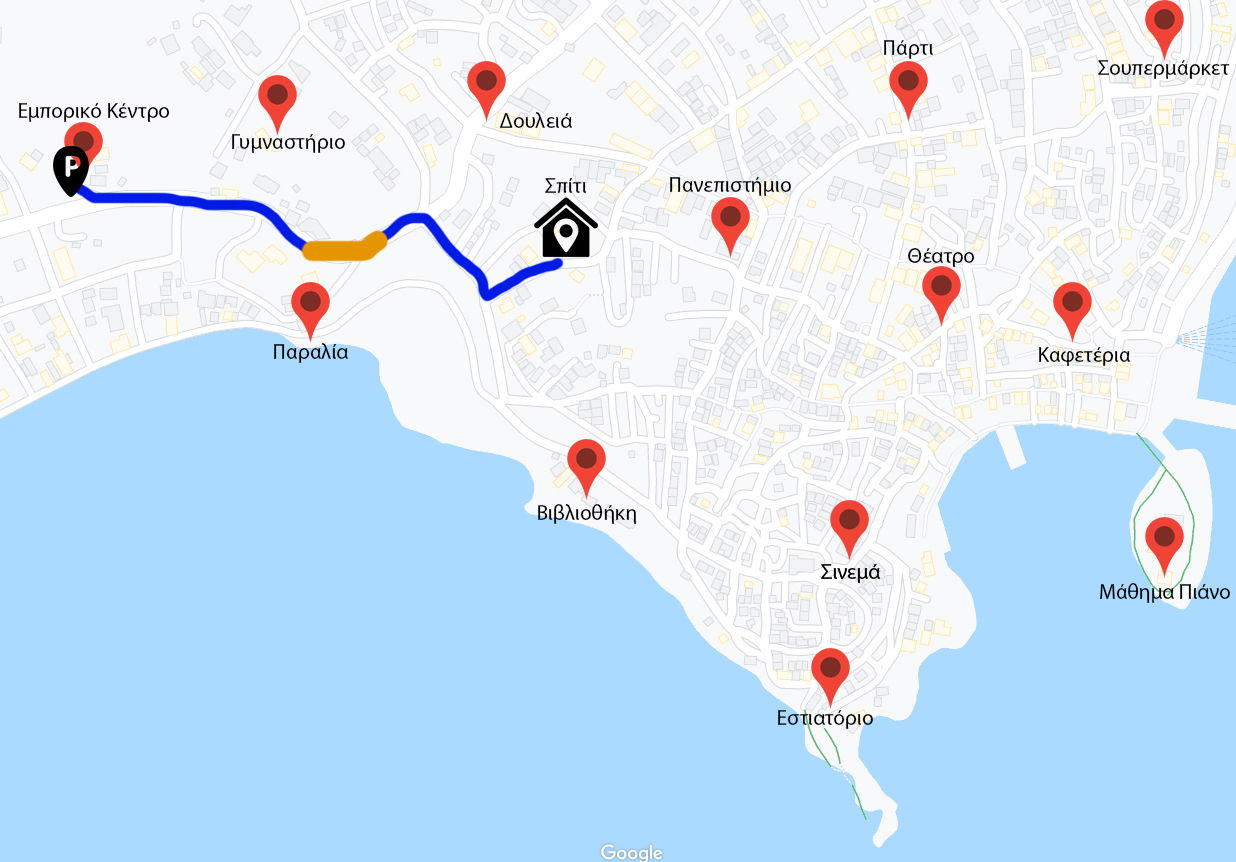 Πάρτι
Σουπερμάρκετ
Εμπορικό Κέντρο
Γυμναστήριο
Δουλειά
P
Σπίτι
Πανεπιστήμιο
Θέατρο
Παραλία
Καφετέρια
Βιβλιοθήκη
Σινεμά
Μάθημα Πιάνο
Εστιατόριο
Google